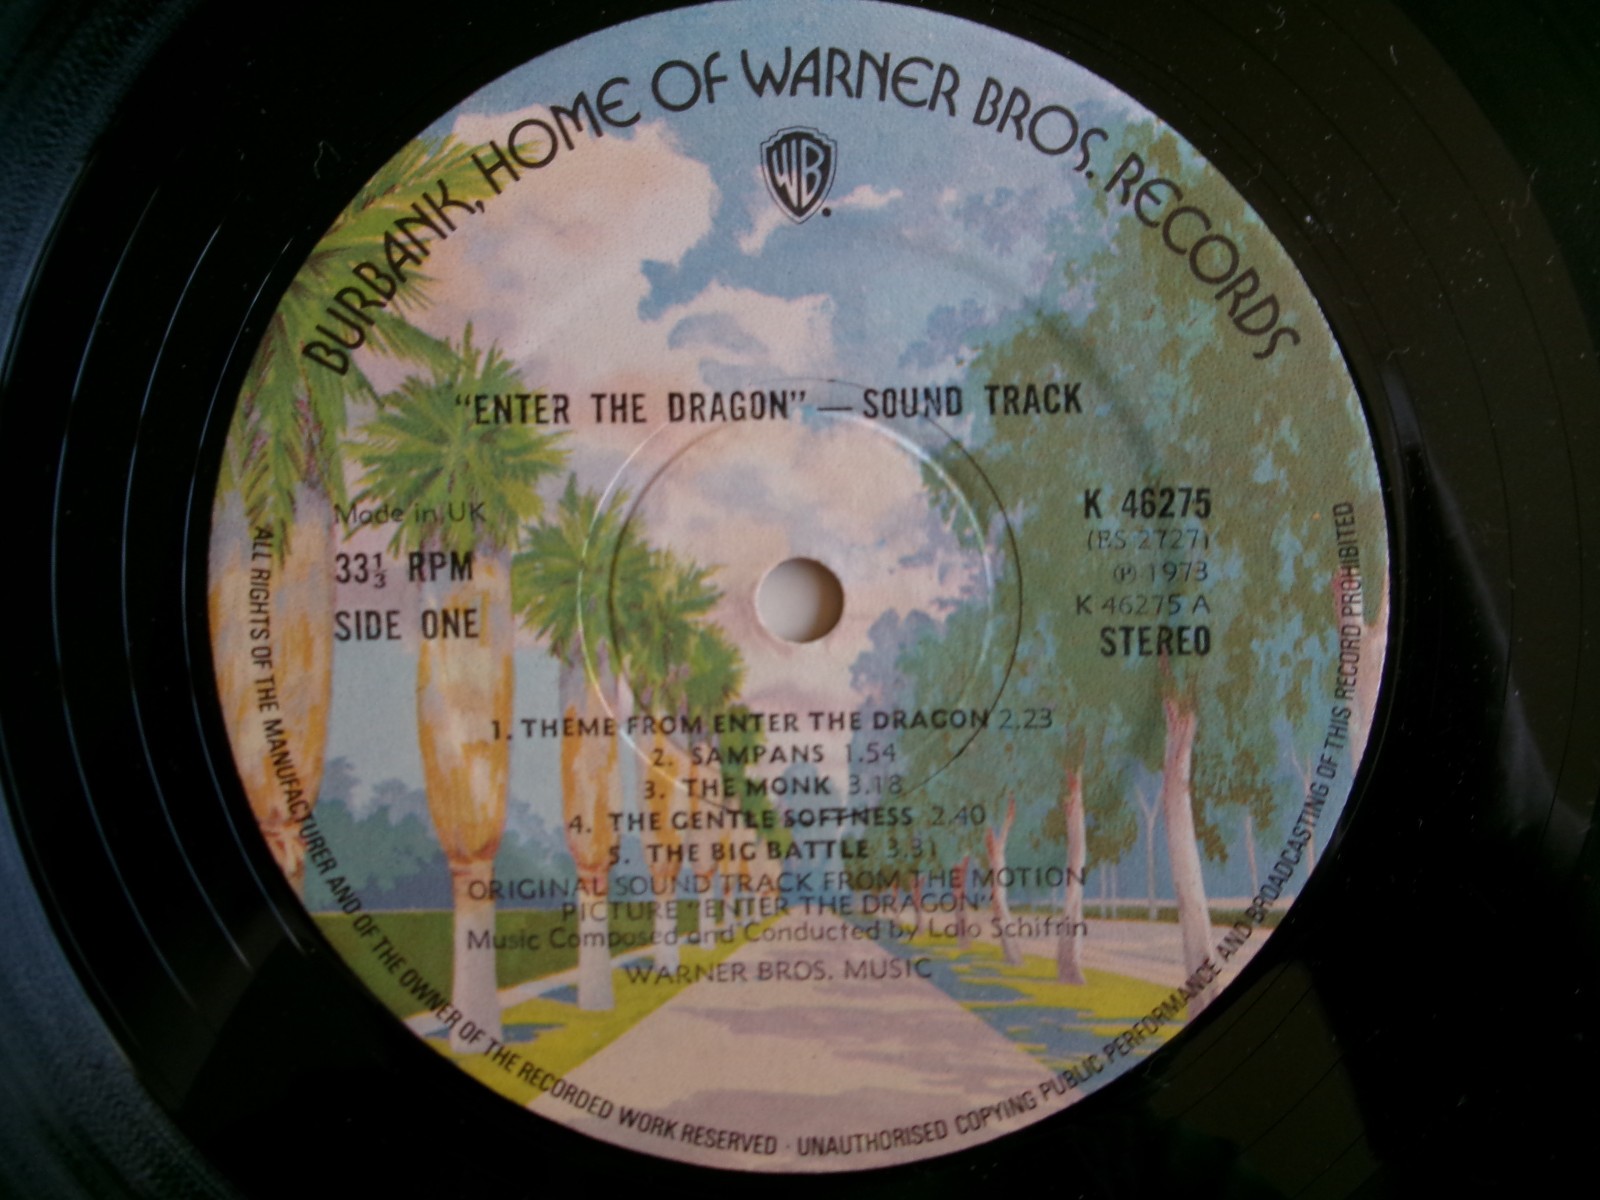 BURBANK, HOME OF WARNER BROS. RECORDS
WB
"ENTER THE DRAGON" — SOUND TRACK
Made in UK
33⅓ RPM
SIDE ONE
K 46275
(BS 2727)
℗ 1973
K 46275 A
STEREO
1. THEME FROM ENTER THE DRAGON 2.23
2. SAMPANS 1.54
3. THE MONK 3.18
4. THE GENTLE SOFTNESS 2.40
5. THE BIG BATTLE 3.31
ORIGINAL SOUND TRACK FROM THE MOTION
PICTURE "ENTER THE DRAGON"
Music Composed and Conducted by Lalo Schifrin
WARNER BROS. MUSIC
ALL RIGHTS OF THE MANUFACTURER AND OF THE OWNER OF THE RECORDED WORK RESERVED · UNAUTHORISED COPYING PUBLIC PERFORMANCE AND BROADCASTING OF THIS RECORD PROHIBITED